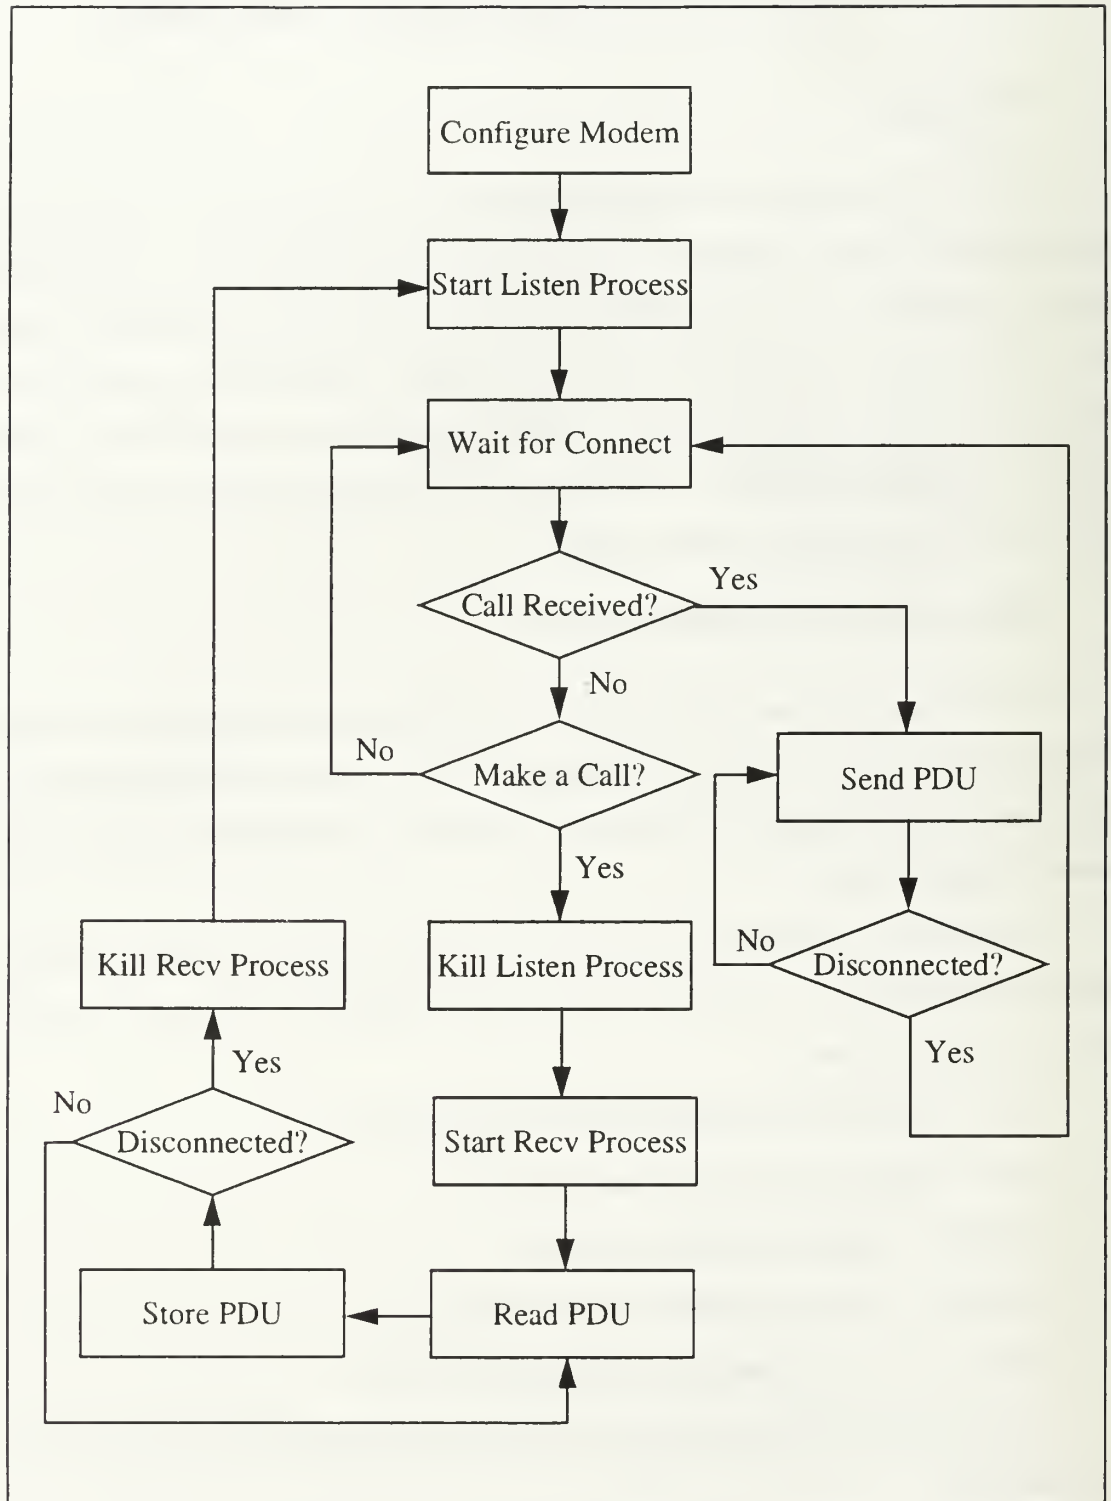 Configure Modem
Start Listen Process
Wait for Connect
Call Received?
Yes
No
Make a Call?
No
Yes
Send PDU
No
Disconnected?
Yes
Kill Recv Process
Kill Listen Process
Yes
No
Disconnected?
Start Recv Process
Store PDU
Read PDU